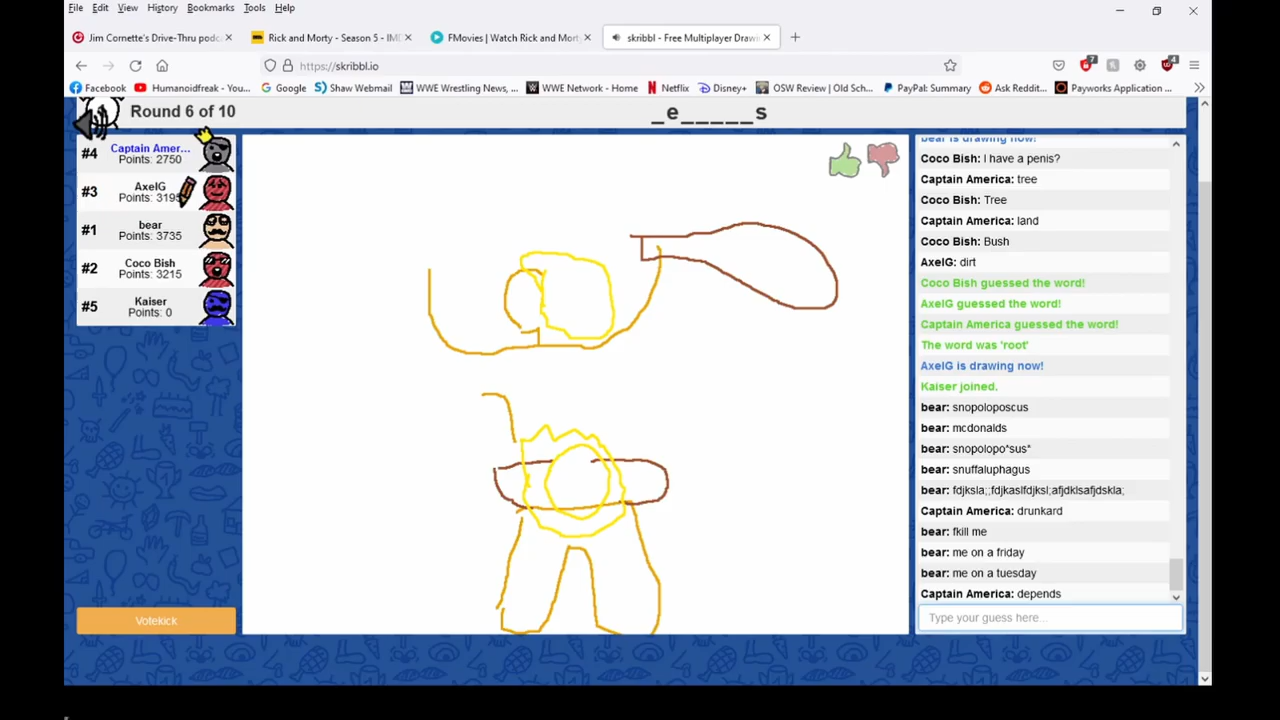 File Edit View History Bookmarks Tools Help
Jim Cornette's Drive-Thru podc Rick and Morty - Season 5 - IMD FMovies | Watch Rick and Mort skribbl - Free Multiplayer Drawi
https://skribbl.io
Facebook Humanoidfreak - You... Google Shaw Webmail WWE Wrestling News, ... WWE Network - Home Netflix Disney+ OSW Review | Old Sch... PayPal: Summary Ask Reddit... Payworks Application ...
Round 6 of 10
_e_____s
#4 Captain Amer...
Points: 2750
#3 AxelG
Points: 3195
#1 bear
Points: 3735
#2 Coco Bish
Points: 3215
#5 Kaiser
Points: 0
Votekick
bear is drawing now!
Coco Bish: I have a penis?
Captain America: tree
Coco Bish: Tree
Captain America: land
Coco Bish: Bush
AxelG: dirt
Coco Bish guessed the word!
AxelG guessed the word!
Captain America guessed the word!
The word was 'root'
AxelG is drawing now!
Kaiser joined.
bear: snopoloposcus
bear: mcdonalds
bear: snopolopo*sus*
bear: snuffaluphagus
bear: fdjksla;;fdjkaslfdjksl;afjdklsafjdskla;
Captain America: drunkard
bear: fkill me
bear: me on a friday
bear: me on a tuesday
Captain America: depends
Type your guess here...